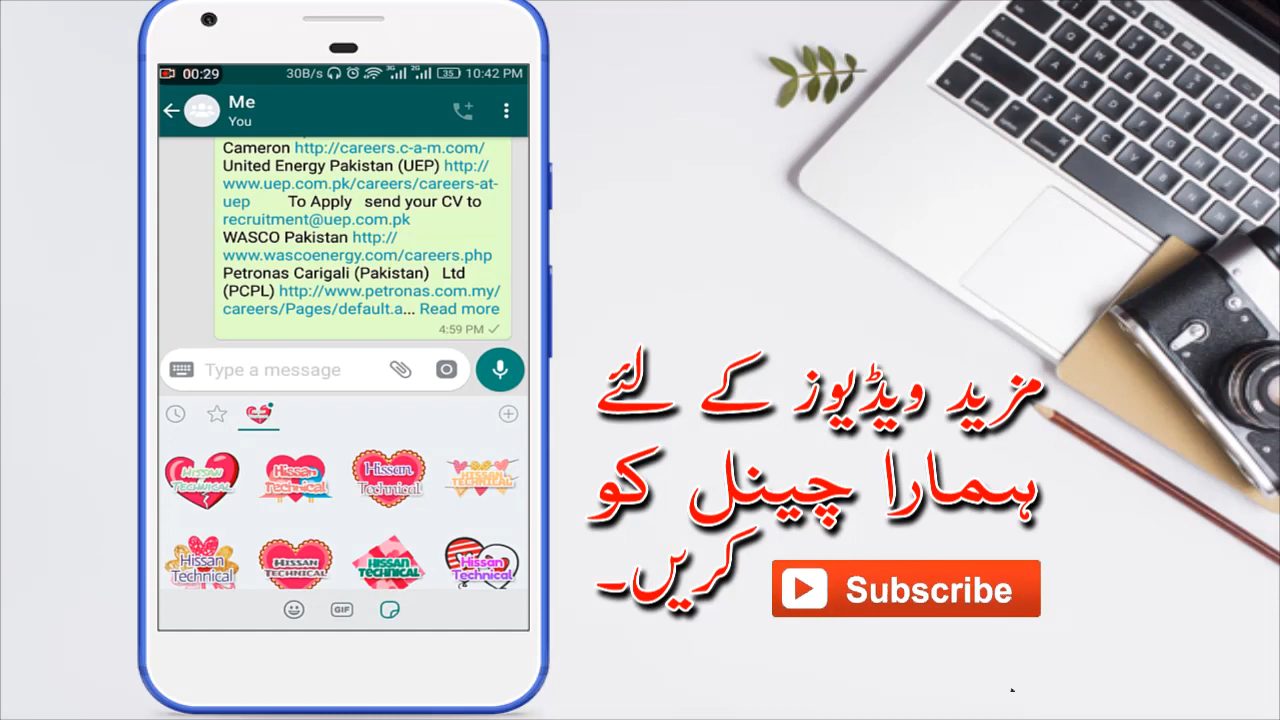 00:29 30B/s 3G 2G 35 10:42 PM
Me
You
Cameron http://careers.c-a-m.com/
United Energy Pakistan (UEP) http://
www.uep.com.pk/careers/careers-at-
uep To Apply send your CV to
recruitment@uep.com.pk
WASCO Pakistan http://
www.wascoenergy.com/careers.php
Petronas Carigali (Pakistan) Ltd
(PCPL) http://www.petronas.com.my/
careers/Pages/default.a... Read more
4:59 PM
Type a message
Hissan Technical
Hissan Technical
Hissan Technical
HISSAN TECHNICAL
Hissan Technical
Hissan Technical
HISSAN TECHNICAL
Hissan Technical
GIF
مزید ویڈیوز کے لئے
ہمارا چینل کو
Subscribe کریں۔